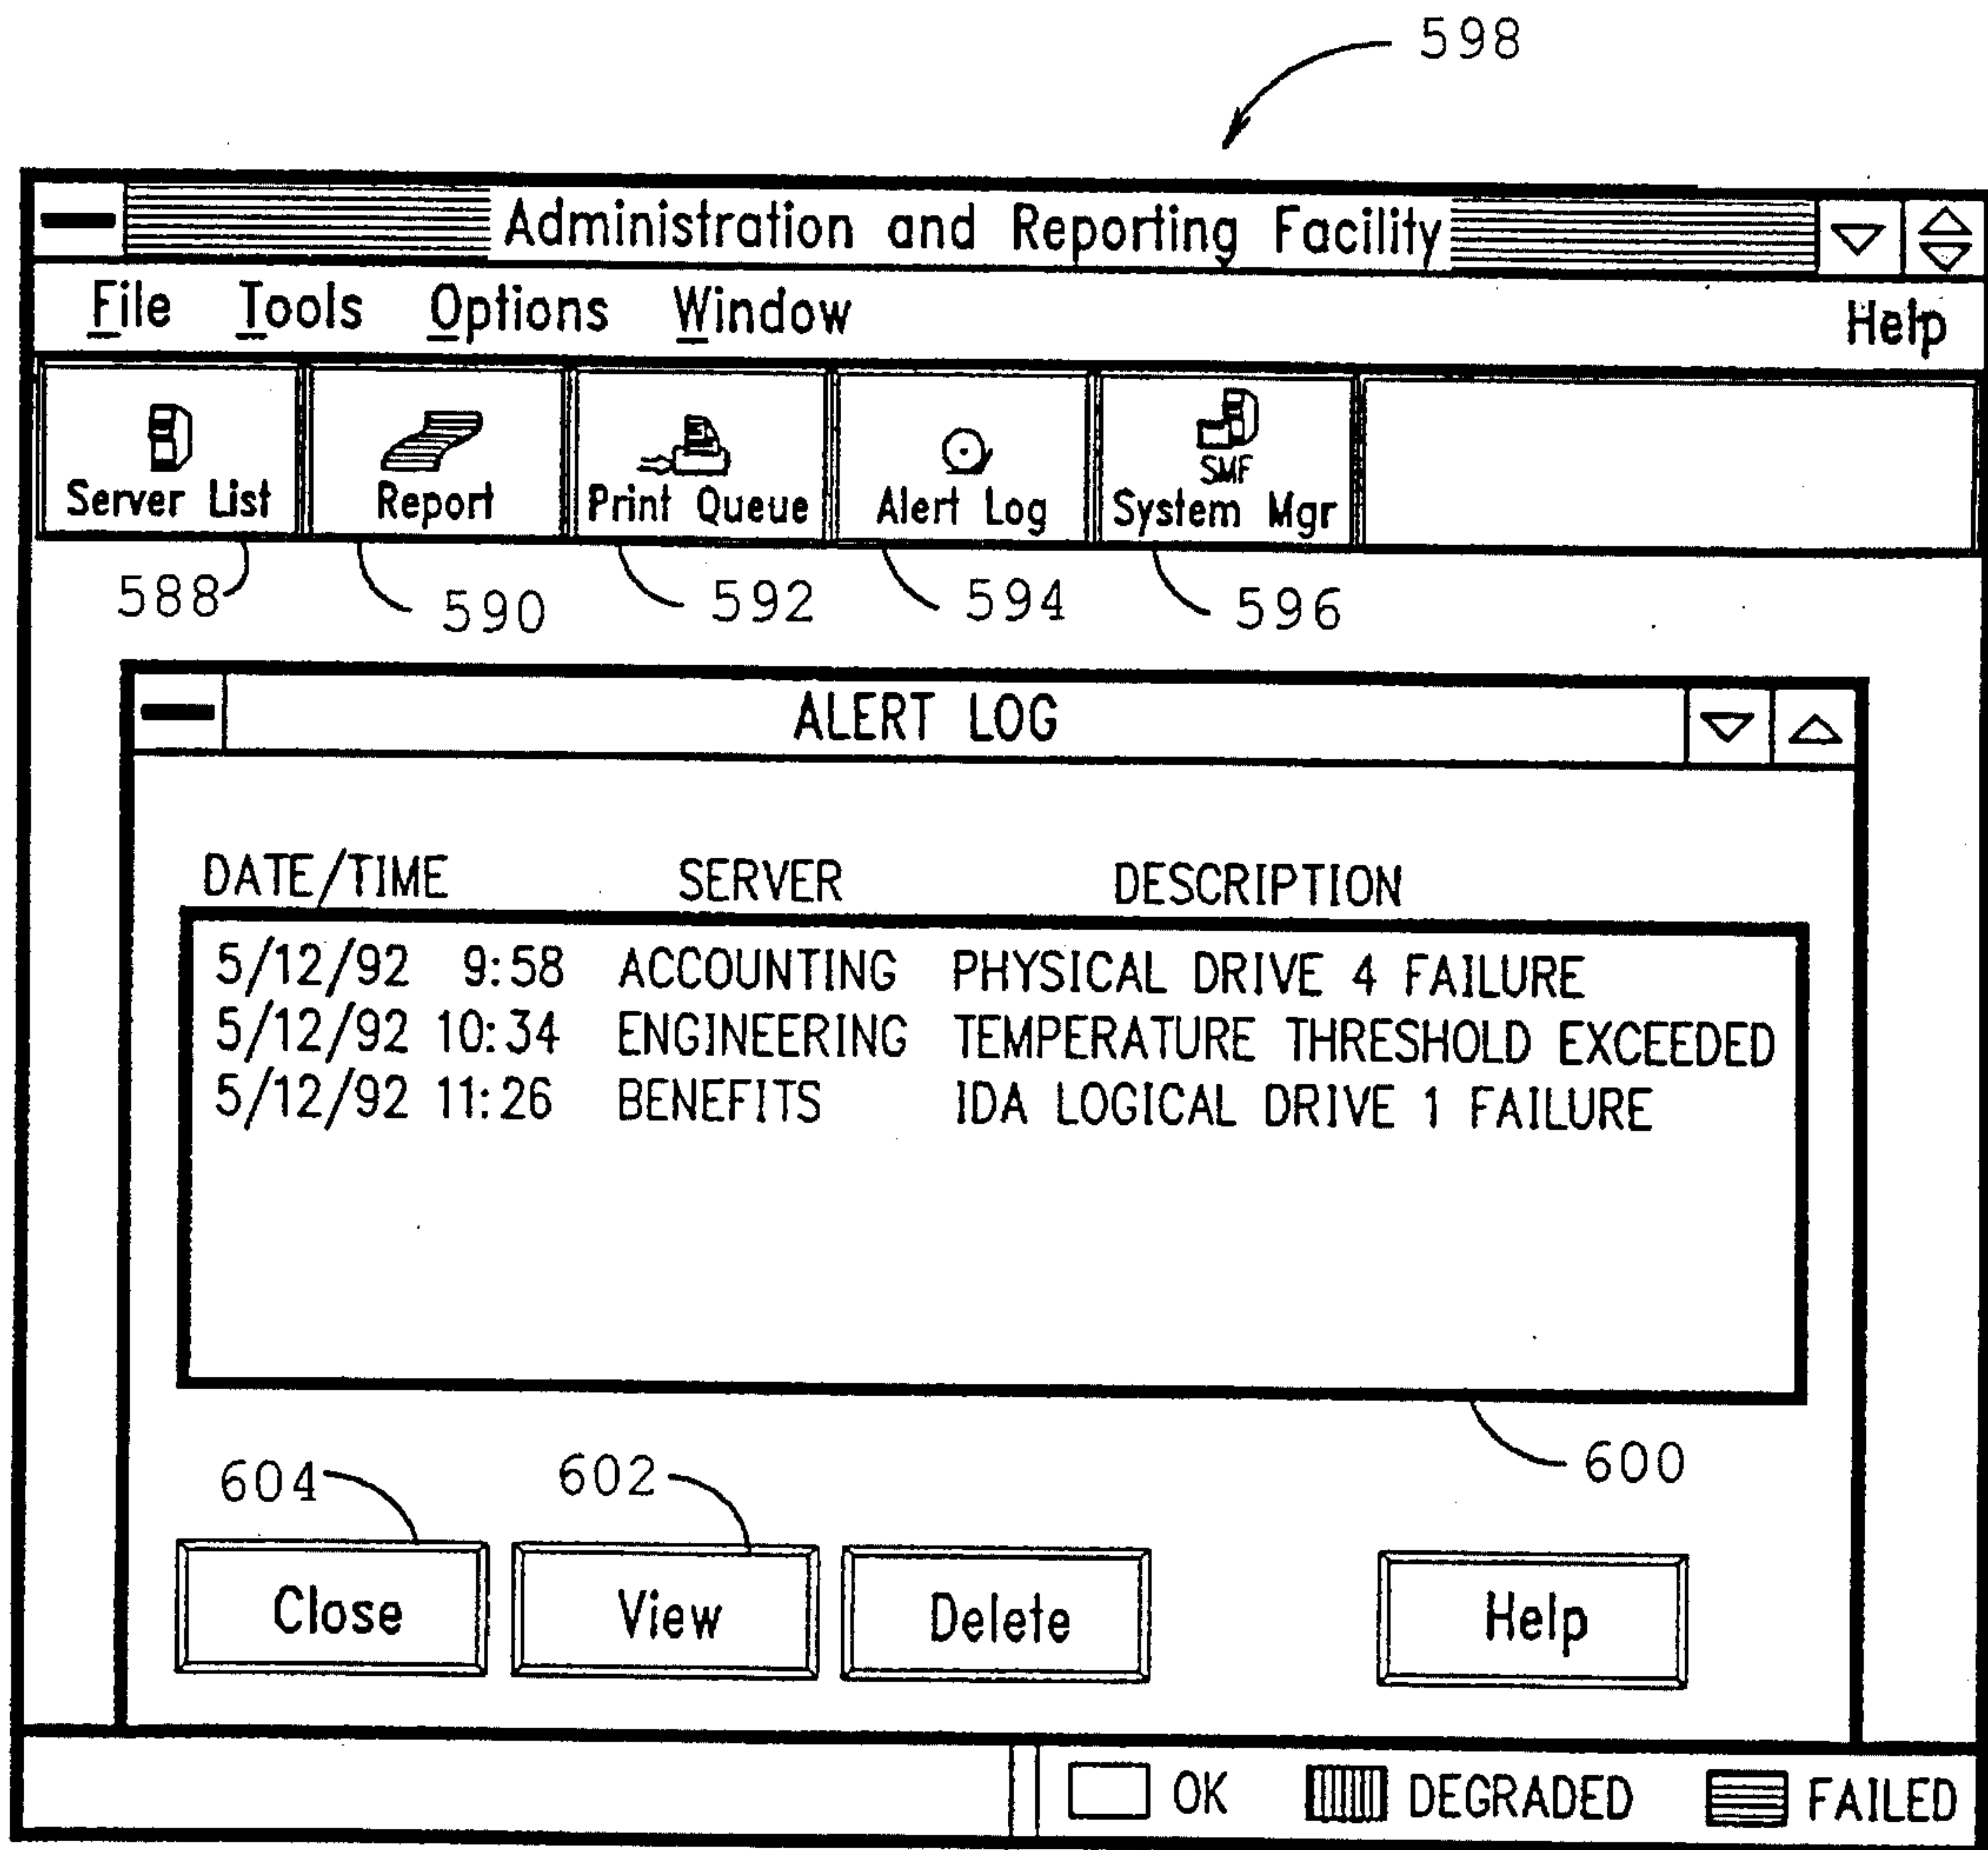 598
Administration and Reporting Facility
File Tools Options Window Help
Server List Report Print Queue Alert Log SMF System Mgr
588 590 592 594 596
ALERT LOG
DATE/TIME SERVER DESCRIPTION
5/12/92 9:58 ACCOUNTING PHYSICAL DRIVE 4 FAILURE
5/12/92 10:34 ENGINEERING TEMPERATURE THRESHOLD EXCEEDED
5/12/92 11:26 BENEFITS IDA LOGICAL DRIVE 1 FAILURE
600
604 602
Close View Delete Help
OK DEGRADED FAILED